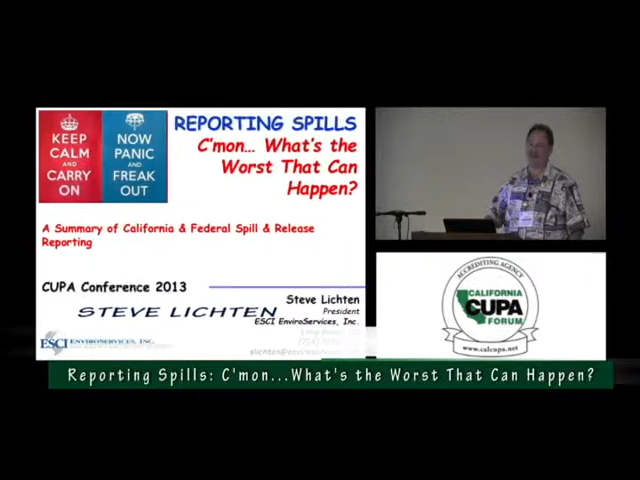 KEEP
CALM
AND
CARRY
ON
NOW
PANIC
AND
FREAK
OUT
REPORTING SPILLS
C'mon... What's the
Worst That Can
Happen?
A Summary of California & Federal Spill & Release
Reporting
CUPA Conference 2013
Steve Lichten
President
ESCI EnviroServices, Inc.
STEVE LICHTEN
ESCI ENVIROSERVICES, INC.
ACCREDITING AGENCY
CALIFORNIA
CUPA
FORUM
www.calcupa.net
Reporting Spills: C'mon...What's the Worst That Can Happen?